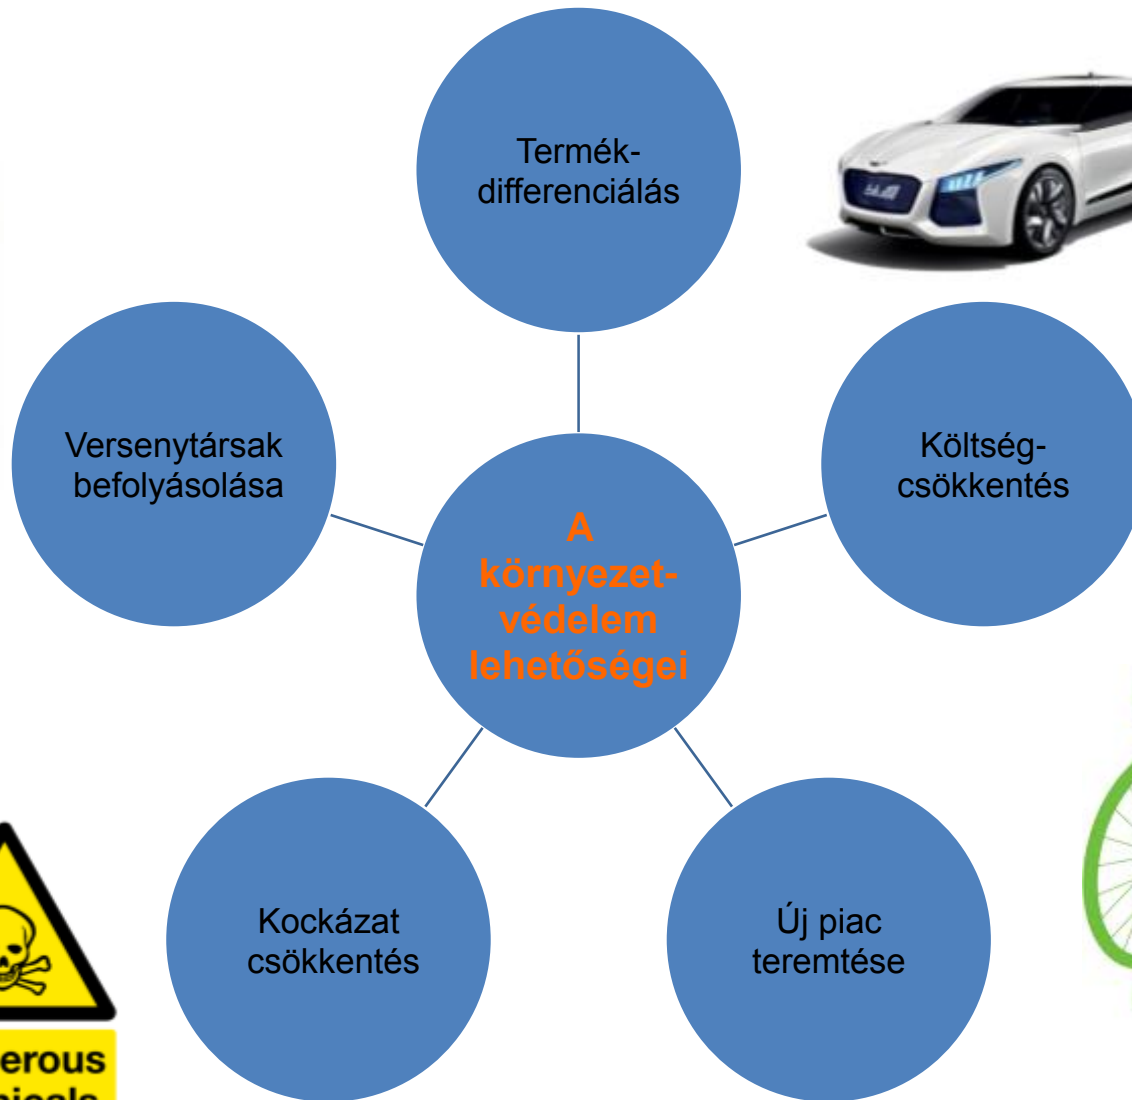 Termék-
differenciálás
Versenytársak
befolyásolása
Költség-
csökkentés
A
környezet-
védelem
lehetőségei
Kockázat
csökkentés
Új piac
teremtése
erous